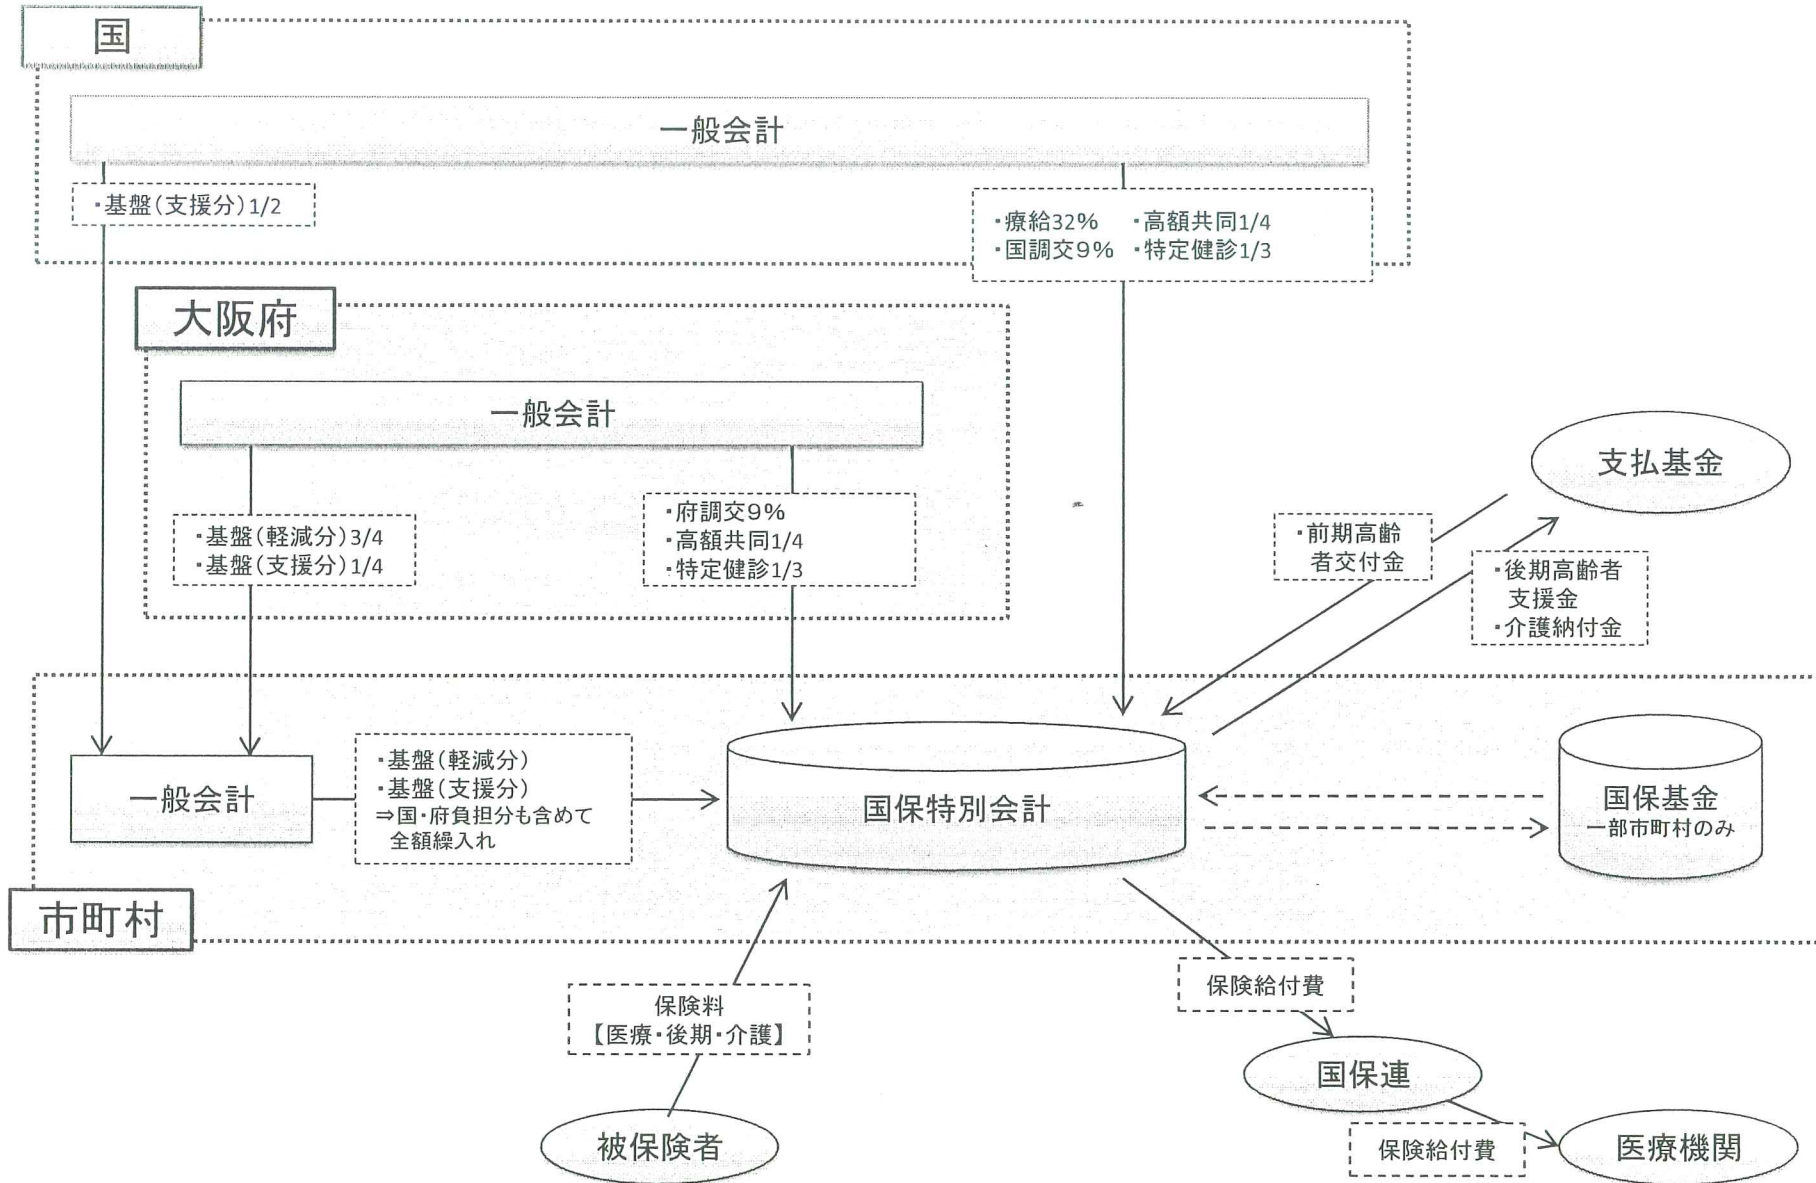 国
一般会計
・基盤(支援分)1/2
・療給32% ・高額共同1/4
・国調交9% ・特定健診1/3
大阪府
一般会計
・基盤(軽減分)3/4
・基盤(支援分)1/4
・府調交9%
・高額共同1/4
・特定健診1/3
支払基金
・前期高齢
者交付金
・後期高齢者
支援金
・介護納付金
一般会計
・基盤(軽減分)
・基盤(支援分)
⇒国・府負担分も含めて
全額繰入れ
国保特別会計
国保基金
一部市町村のみ
市町村
保険料
【医療・後期・介護】
被保険者
保険給付費
国保連
保険給付費
医療機関